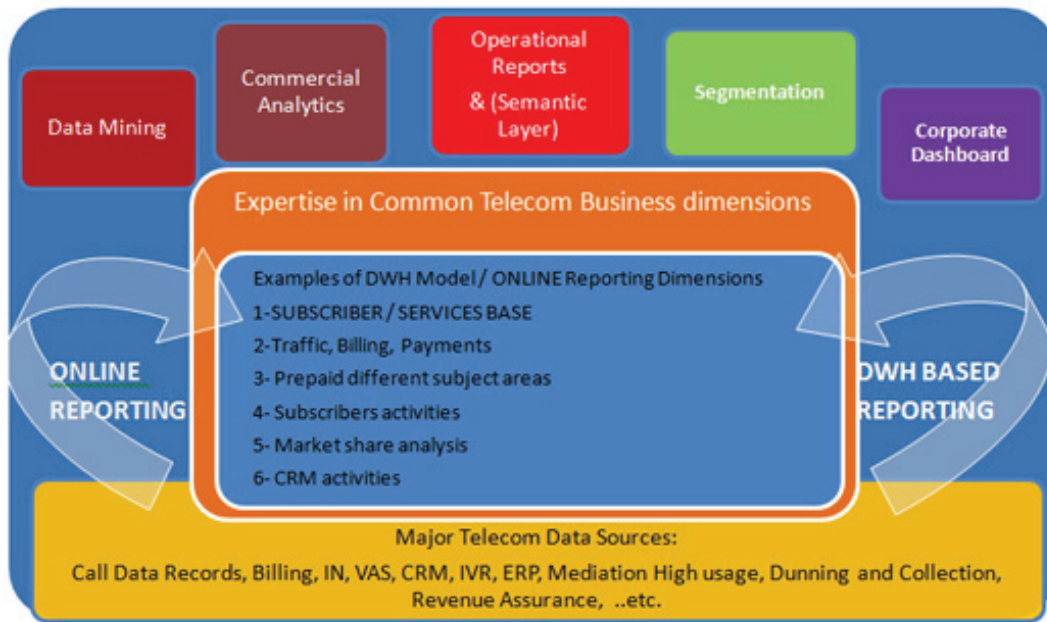 Data Mining
Commercial
Analytics
Operational
Reports
& (Semantic
Layer)
Segmentation
Corporate
Dashboard
Expertise in Common Telecom Business dimensions
Examples of DWH Model / ONLINE Reporting Dimensions
1-SUBSCRIBER / SERVICES BASE
2-Traffic, Billing, Payments
3- Prepaid different subject areas
4- Subscribers activities
5- Market share analysis
6- CRM activities
ONLINE
REPORTING
DWH BASED
REPORTING
Major Telecom Data Sources:
Call Data Records, Billing, IN, VAS, CRM, IVR, ERP, Mediation High usage, Dunning and Collection,
Revenue Assurance, ..etc.